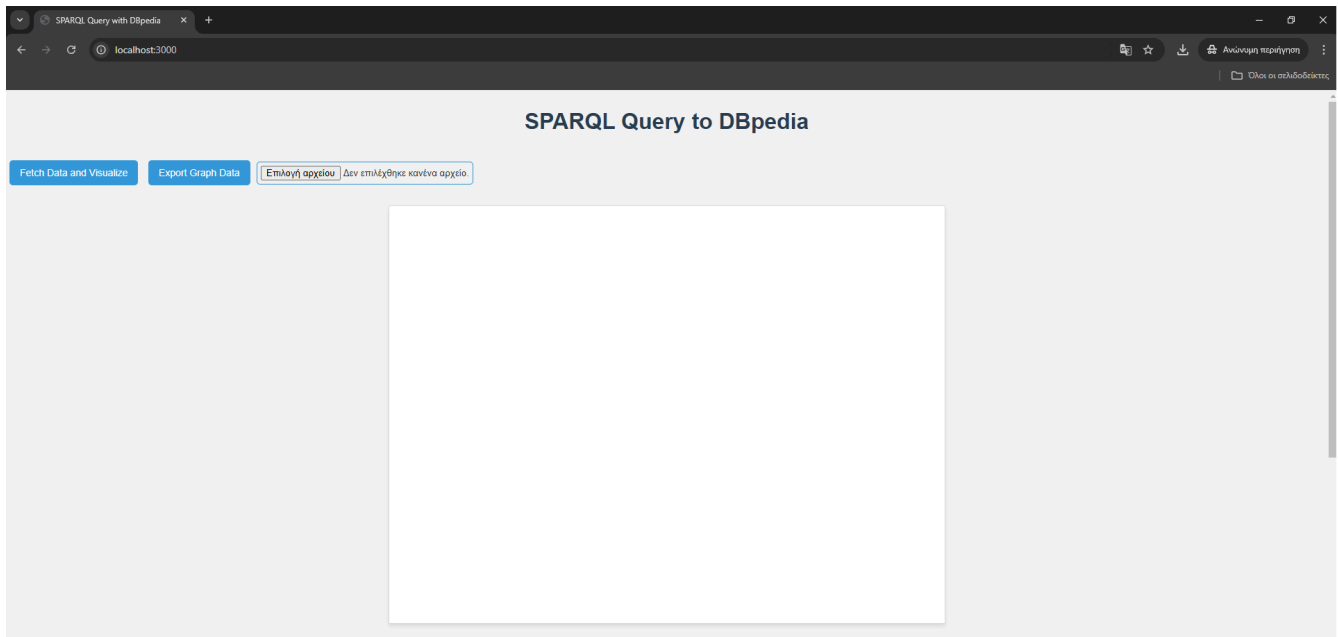 SPARQL Query with DBpedia
localhost:3000
Ανώνυμη περιήγηση
Όλοι οι σελιδοδείκτες
SPARQL Query to DBpedia
Fetch Data and Visualize
Export Graph Data
Επιλογή αρχείου Δεν επιλέχθηκε κανένα αρχείο.